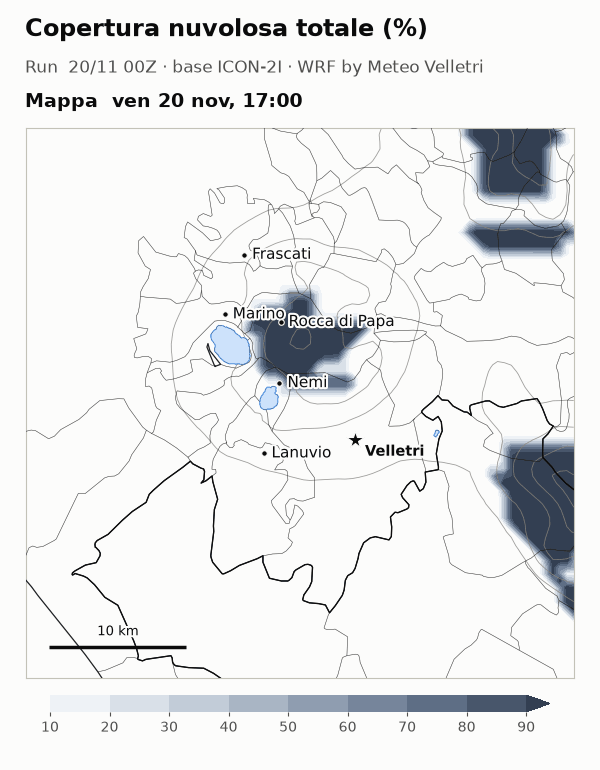 Copertura nuvolosa totale (%)
Run  20/11 00Z · base ICON-2I · WRF by Meteo Velletri
Mappa  ven 20 nov, 17:00
Frascati
Marino
Rocca di Papa
Nemi
Velletri
Lanuvio
10 km
10 20 30 40 50 60 70 80 90